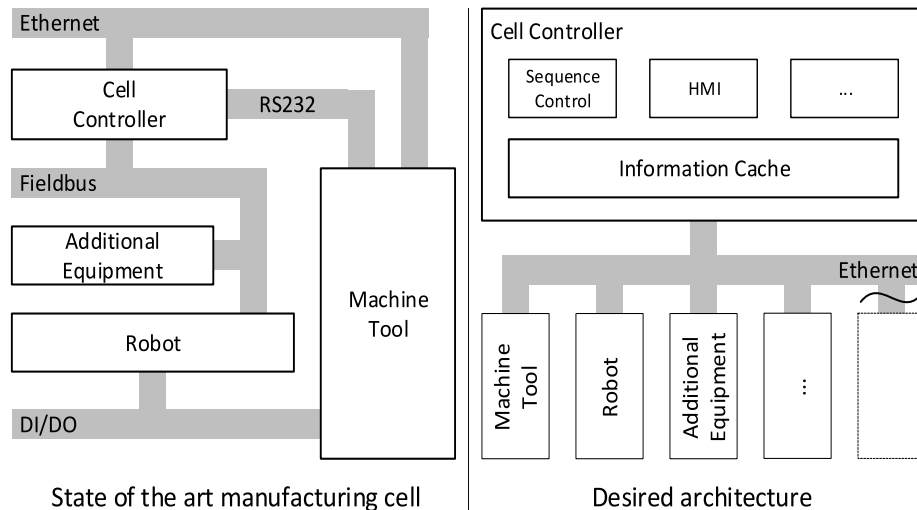 Ethernet
Cell
Controller
RS232
Fieldbus
Additional
Equipment
Robot
Machine
Tool
DI/DO
State of the art manufacturing cell
Cell Controller
Sequence
Control
HMI
...
Information Cache
Ethernet
Machine
Tool
Robot
Additional
Equipment
...
Desired architecture